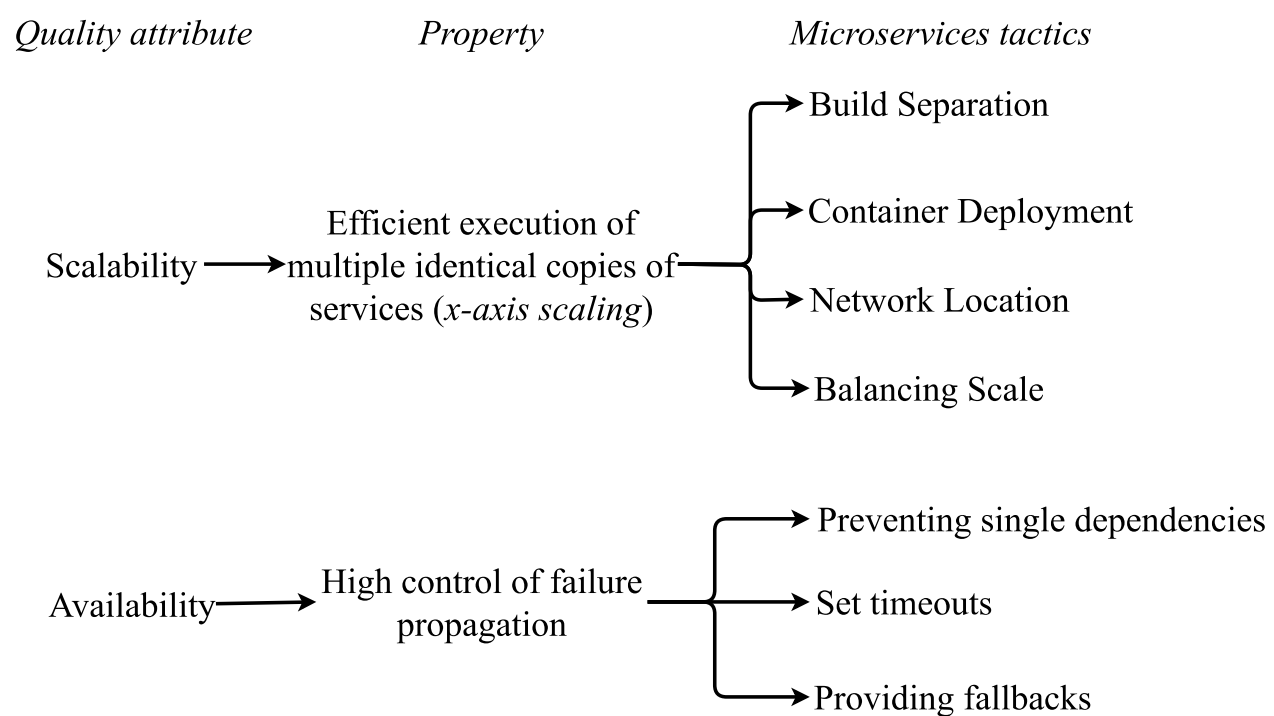 Quality attribute
Property
Microservices tactics
Scalability
Efficient execution of
multiple identical copies of
services (x-axis scaling)
Build Separation
Container Deployment
Network Location
Balancing Scale
Availability
High control of failure
propagation
Preventing single dependencies
Set timeouts
Providing fallbacks